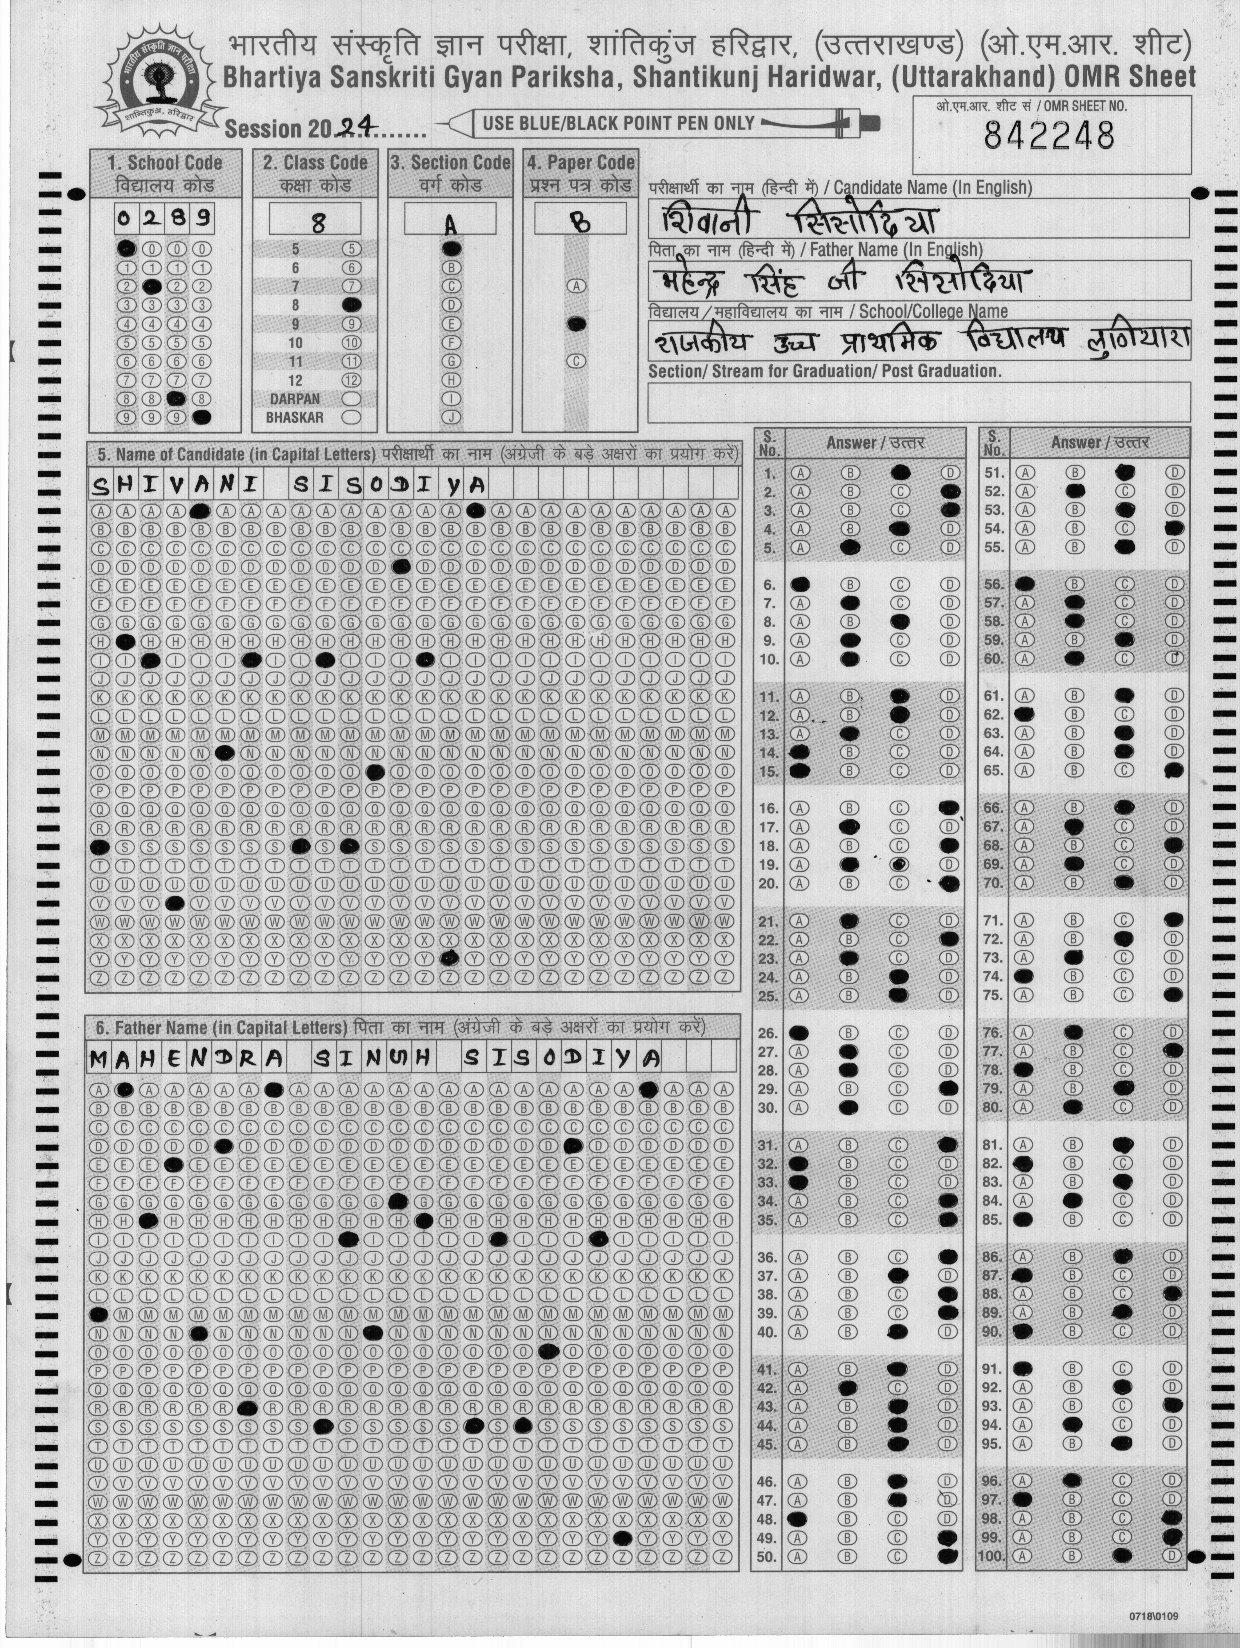 भारतीय संस्कृति ज्ञान परीक्षा, शांतिकुंज हरिद्वार, (उत्तराखण्ड) (ओ.एम.आर. शीट)
Bhartiya Sanskriti Gyan Pariksha, Shantikunj Haridwar, (Uttarakhand) OMR Sheet
Session 2024
USE BLUE/BLACK POINT PEN ONLY
ओ.एम.आर. शीट सं / OMR SHEET NO.
842248
1. School Code
विद्यालय कोड
0 2 8 9
2. Class Code
कक्षा कोड
8
5
6
7
8
9
10
11
12
DARPAN
BHASKAR
3. Section Code
वर्ग कोड
A
4. Paper Code
प्रश्न पत्र कोड
B
परीक्षार्थी का नाम (हिन्दी में) / Candidate Name (In English)
शिवानी सिसोदिया
पिता का नाम (हिन्दी में) / Father Name (In English)
महेन्द्र सिंह जी सिसोदिया
विद्यालय/महाविद्यालय का नाम / School/College Name
राजकीय उच्च प्राथमिक विद्यालय
Section/ Stream for Graduation/ Post Graduation.
5. Name of Candidate (in Capital Letters) परीक्षार्थी का नाम (अंग्रेजी के बड़े अक्षरों का प्रयोग करें)
SHIVANI SISODIYA
6. Father Name (in Capital Letters) पिता का नाम (अंग्रेजी के बड़े अक्षरों का प्रयोग करें)
MAHENDRA SINGH SISODIYA
S. No. Answer / उत्तर
S. No. Answer / उत्तर
0718\0109